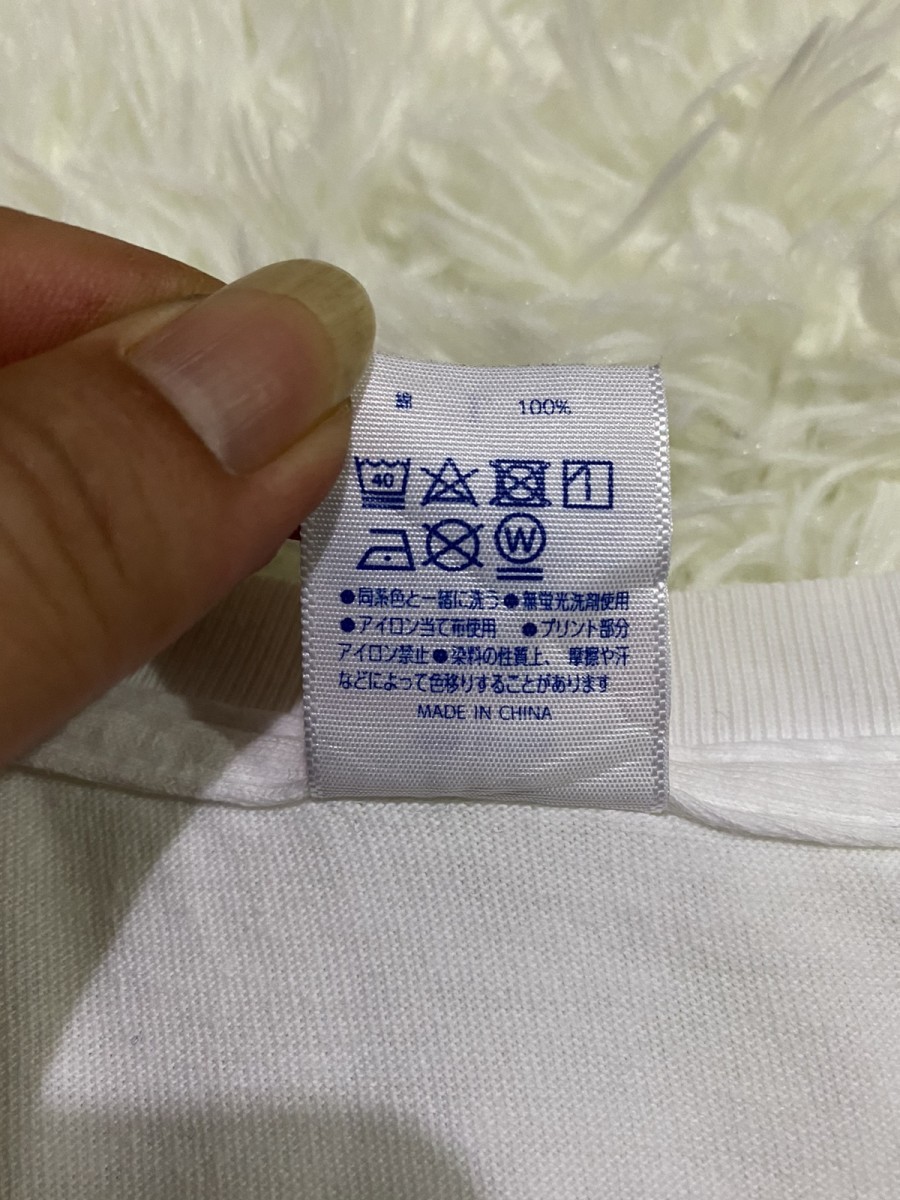 綿 100%
40
W
●同系色と一緒に洗う●無蛍光洗剤使用
●アイロン当て布使用 ●プリント部分
アイロン禁止●染料の性質上、摩擦や汗
などによって色移りすることがあります
MADE IN CHINA